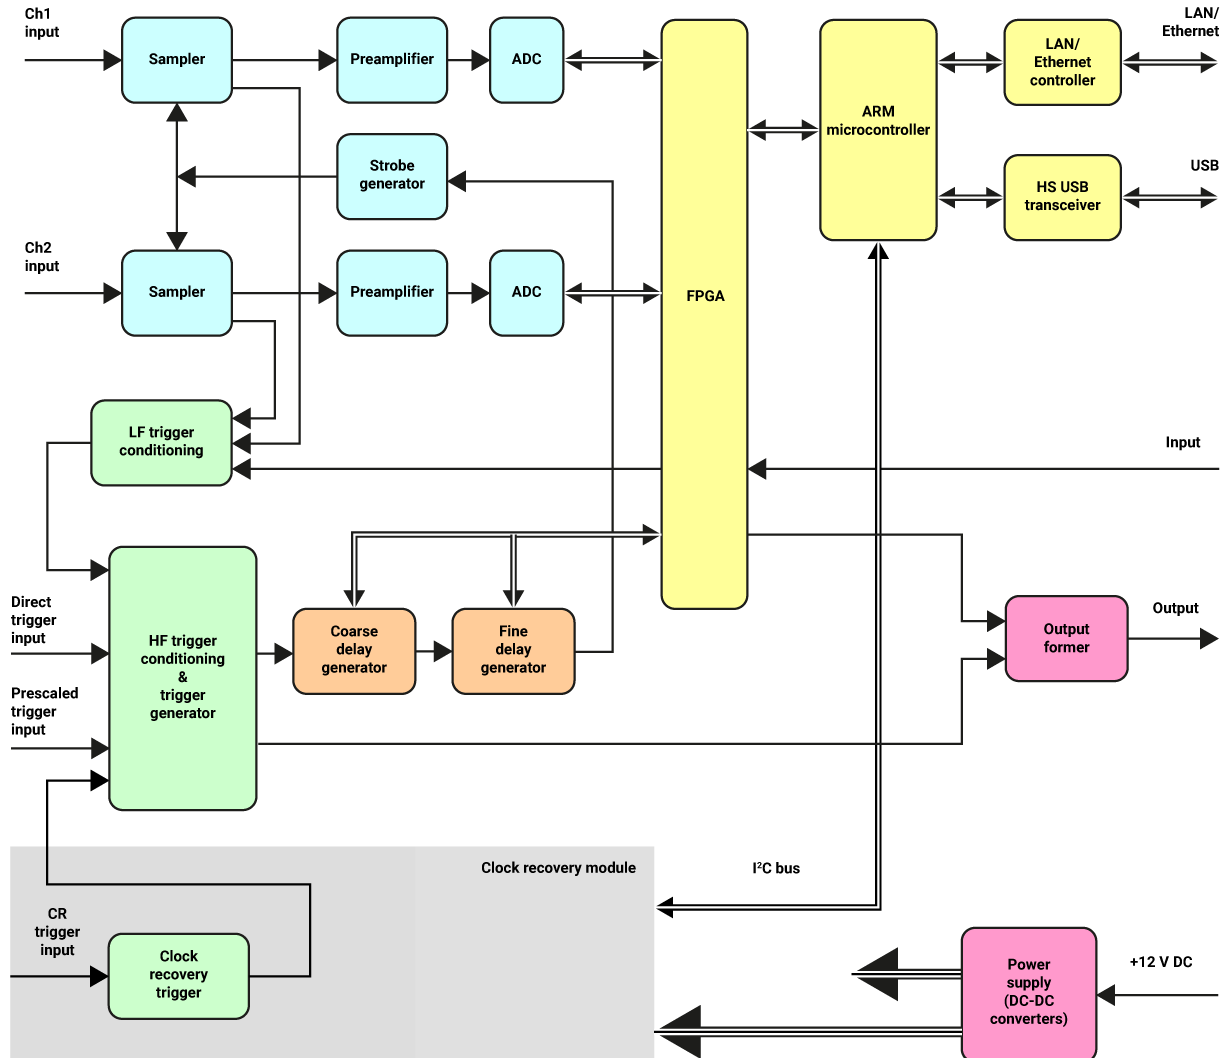 Ch1
input
Sampler
Preamplifier
ADC
Strobe
generator
Ch2
input
Sampler
Preamplifier
ADC
FPGA
ARM
microcontroller
LAN/
Ethernet
controller
LAN/
Ethernet
HS USB
transceiver
USB
LF trigger
conditioning
Input
Direct
trigger
input
Prescaled
trigger
input
HF trigger
conditioning
&
trigger
generator
Coarse
delay
generator
Fine
delay
generator
Output
former
Output
Clock recovery module
I²C bus
CR
trigger
input
Clock
recovery
trigger
Power
supply
(DC-DC
converters)
+12 V DC